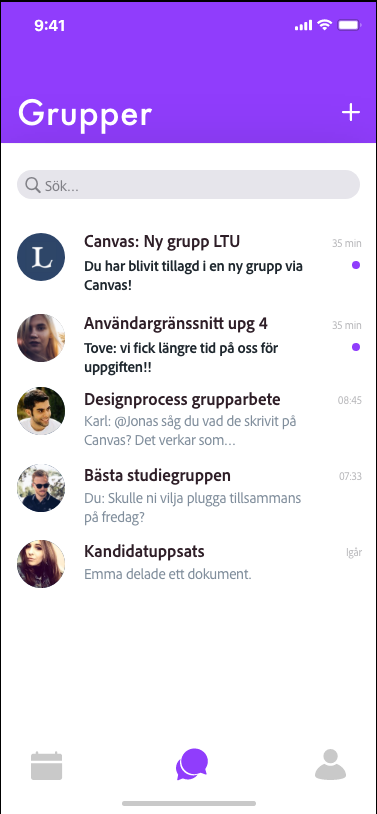 9:41
Grupper
Sök...
L
Canvas: Ny grupp LTU
35 min
Du har blivit tillagd i en ny grupp via
Canvas!
Användargränssnitt upg 4
35 min
Tove: vi fick längre tid på oss för
uppgiften!!
Designprocess grupparbete
08:45
Karl: @Jonas såg du vad de skrivit på
Canvas? Det verkar som...
Bästa studiegruppen
07:33
Du: Skulle ni vilja plugga tillsammans
på fredag?
Kandidatuppsats
Igår
Emma delade ett dokument.